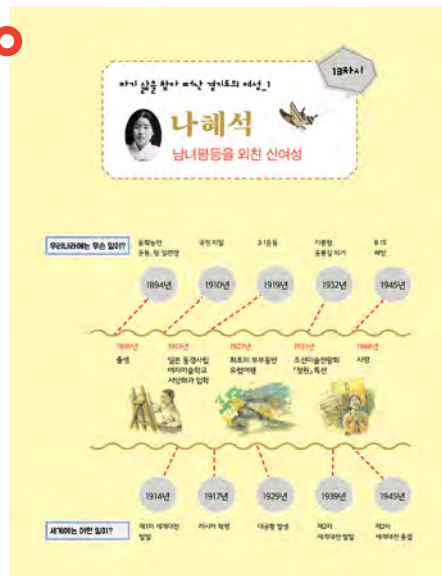 13차시
자기 삶을 찾아 떠난 경기도의 여성_1
나혜석
남녀평등을 외친 신여성
우리나라에는 무슨 일이?
동학농민
운동, 청·일전쟁
국권 피탈
3·1운동
이봉창,
윤봉길 의거
8·15
해방
1894년
1910년
1919년
1932년
1945년
1896년
1913년
1927년
1931년
1948년
출생
일본 동경사립
여자미술학교
서양화과 입학
최초의 부부동반
유럽여행
조선미술전람회
「정원」 특선
사망
1914년
1917년
1929년
1939년
1945년
세계에는 어떤 일이?
제1차 세계대전
발발
러시아 혁명
대공황 발생
제2차
세계대전 발발
제2차
세계대전 종결